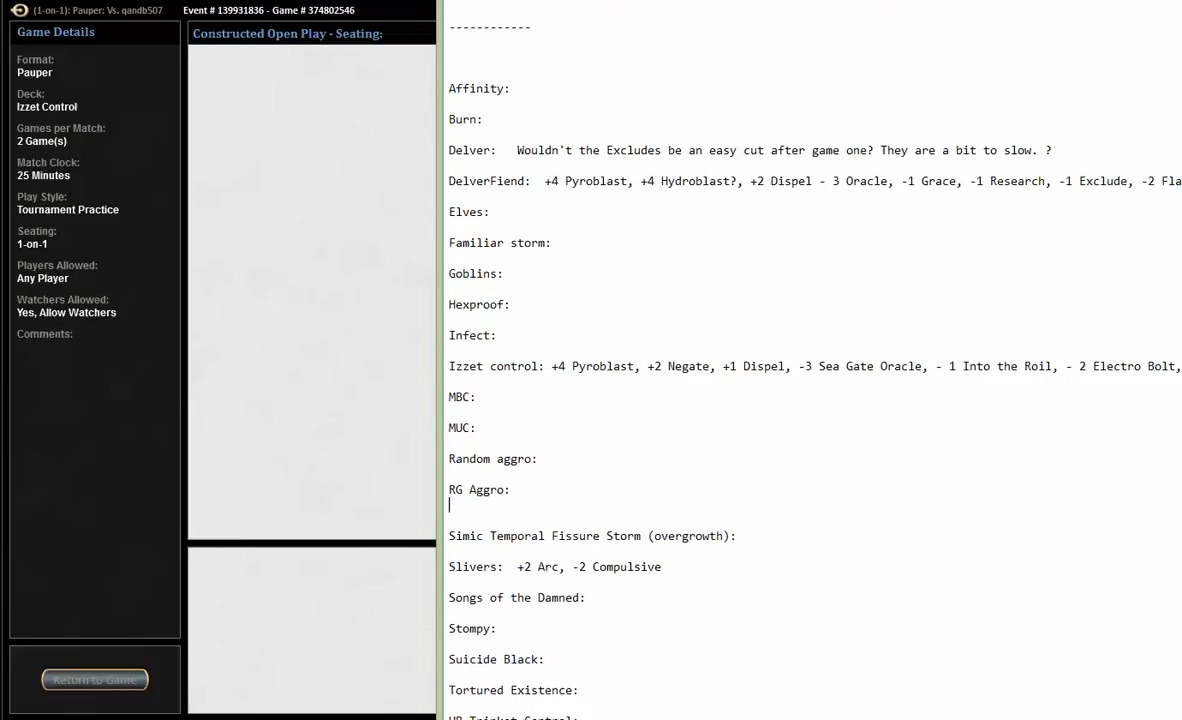 (1-on-1): Pauper: Vs. qandb507
Event # 139931836 - Game # 374802546
Game Details
Format:
Pauper
Deck:
Izzet Control
Games per Match:
2 Game(s)
Match Clock:
25 Minutes
Play Style:
Tournament Practice
Seating:
1-on-1
Players Allowed:
Any Player
Watchers Allowed:
Yes, Allow Watchers
Comments:
Return to Game
Constructed Open Play - Seating:
------------
Affinity:
Burn:
Delver:   Wouldn't the Excludes be an easy cut after game one? They are a bit to slow. ?
DelverFiend:  +4 Pyroblast, +4 Hydroblast?, +2 Dispel - 3 Oracle, -1 Grace, -1 Research, -1 Exclude, -2 Fla
Elves:
Familiar storm:
Goblins:
Hexproof:
Infect:
Izzet control: +4 Pyroblast, +2 Negate, +1 Dispel, -3 Sea Gate Oracle, - 1 Into the Roil, - 2 Electro Bolt,
MBC:
MUC:
Random aggro:
RG Aggro:
Simic Temporal Fissure Storm (overgrowth):
Slivers:  +2 Arc, -2 Compulsive
Songs of the Damned:
Stompy:
Suicide Black:
Tortured Existence:
UB Trinket Control: